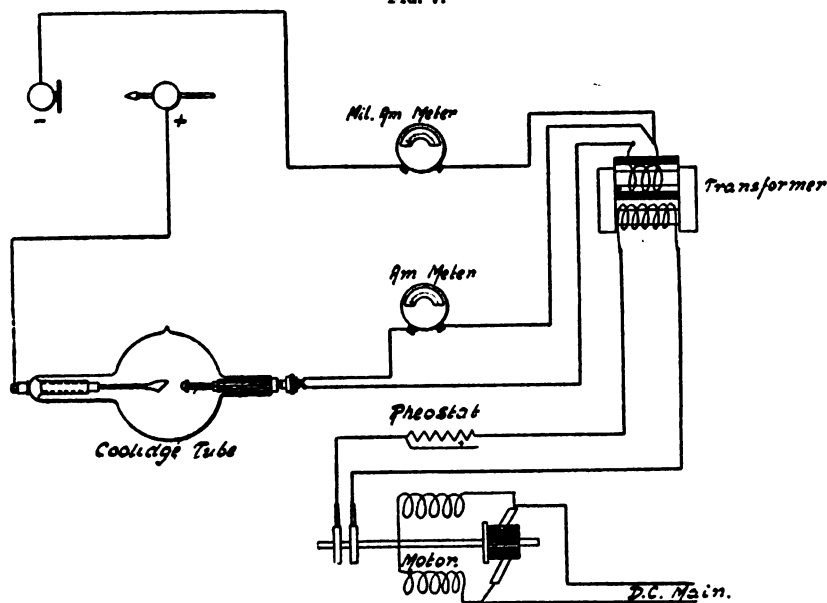 -
+
Mil. Am Meter
Transformer
Am Meter
Rheostat
Coolidge Tube
Motor.
D.C. Main.